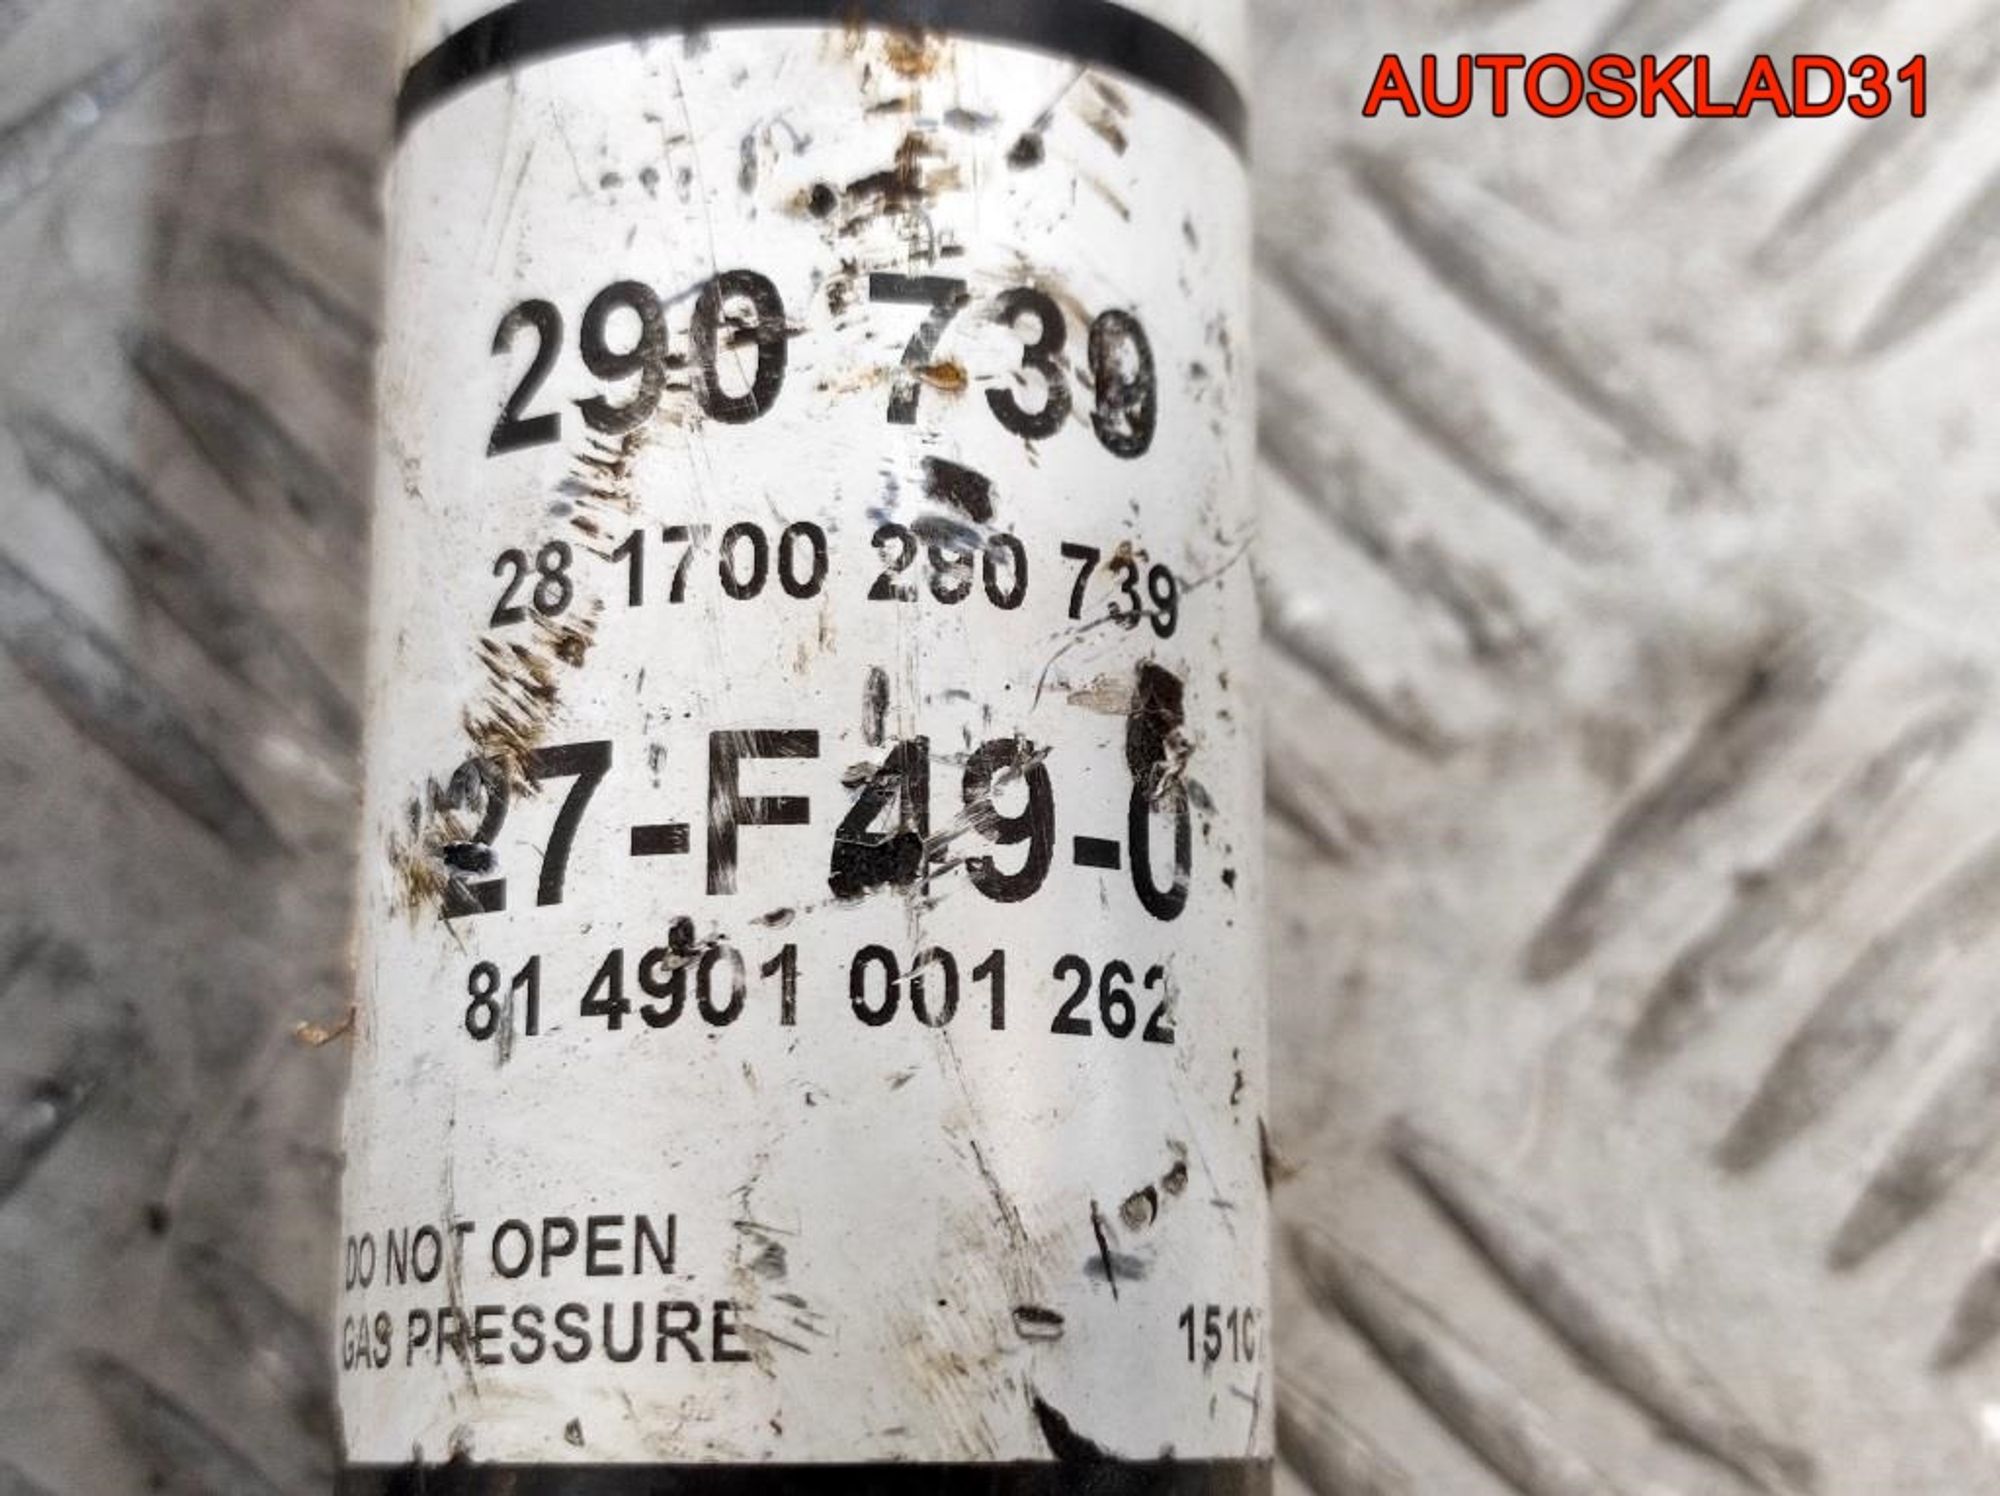 AUTOSKLAD31
290 739
28 1700 290 739
27-F49-0
81 4901 001 262
DO NOT OPEN
GAS PRESSURE